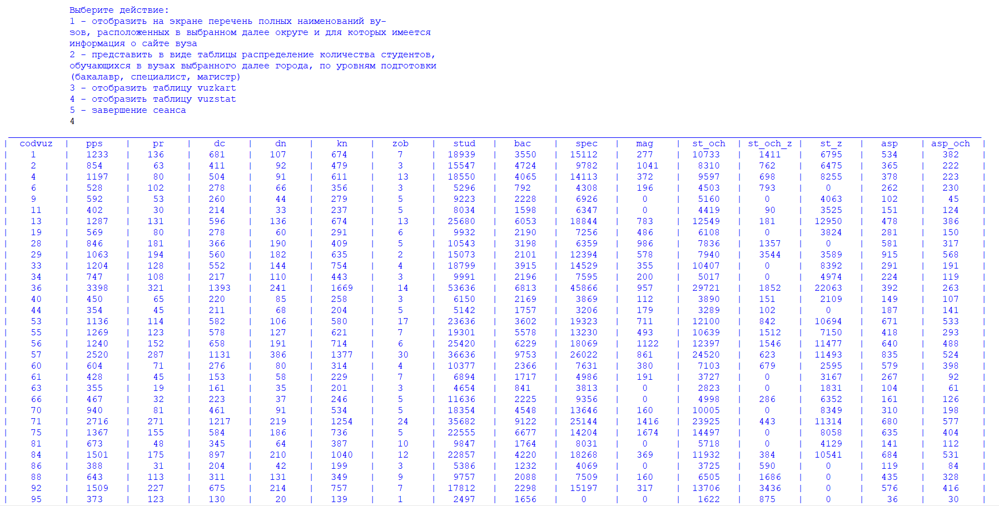 Выберите действие:
1 - отобразить на экране перечень полных наименований ву-
зов, расположенных в выбранном далее округе и для которых имеется
информация о сайте вуза
2 - представить в виде таблицы распределение количества студентов,
обучающихся в вузах выбранного далее города, по уровням подготовки
(бакалавр, специалист, магистр)
3 - отобразить таблицу vuzkart
4 - отобразить таблицу vuzstat
5 - завершение сеанса
4
| codvuz | pps | pr | dc | dn | kn | zob | stud | bac | spec | mag | st_och | st_och_z | st_z | asp | asp_och |
| 1 | 1233 | 136 | 681 | 107 | 674 | 7 | 18939 | 3550 | 15112 | 277 | 10733 | 1411 | 6795 | 534 | 382 |
| 2 | 854 | 63 | 411 | 92 | 479 | 3 | 15547 | 4724 | 9782 | 1041 | 8310 | 762 | 6475 | 365 | 222 |
| 4 | 1197 | 80 | 504 | 91 | 611 | 13 | 18550 | 4065 | 14113 | 372 | 9597 | 698 | 8255 | 378 | 223 |
| 6 | 528 | 102 | 278 | 66 | 356 | 3 | 5296 | 792 | 4308 | 196 | 4503 | 793 | 0 | 262 | 230 |
| 9 | 592 | 53 | 260 | 44 | 279 | 5 | 9223 | 2228 | 6926 | 0 | 5160 | 0 | 4063 | 102 | 45 |
| 11 | 402 | 30 | 214 | 33 | 237 | 5 | 8034 | 1598 | 6347 | 0 | 4419 | 90 | 3525 | 151 | 124 |
| 13 | 1287 | 131 | 596 | 136 | 674 | 13 | 25680 | 6053 | 18844 | 783 | 12549 | 181 | 12950 | 478 | 386 |
| 19 | 569 | 80 | 278 | 60 | 291 | 6 | 9932 | 2190 | 7256 | 486 | 6108 | 0 | 3824 | 281 | 150 |
| 28 | 846 | 181 | 366 | 190 | 409 | 5 | 10543 | 3198 | 6359 | 986 | 7836 | 1357 | 0 | 581 | 317 |
| 29 | 1063 | 194 | 560 | 182 | 635 | 2 | 15073 | 2101 | 12394 | 578 | 7940 | 3544 | 3589 | 915 | 568 |
| 33 | 1204 | 128 | 552 | 144 | 754 | 4 | 18799 | 3915 | 14529 | 355 | 10407 | 0 | 8392 | 291 | 191 |
| 34 | 747 | 108 | 217 | 110 | 443 | 3 | 9991 | 2196 | 7595 | 200 | 5017 | 0 | 4974 | 224 | 119 |
| 36 | 3398 | 321 | 1393 | 241 | 1669 | 14 | 53636 | 6813 | 45866 | 957 | 29721 | 1852 | 22063 | 392 | 263 |
| 40 | 450 | 65 | 220 | 85 | 258 | 3 | 6150 | 2169 | 3869 | 112 | 3890 | 151 | 2109 | 149 | 107 |
| 44 | 354 | 45 | 211 | 68 | 204 | 5 | 5142 | 1757 | 3206 | 179 | 3289 | 102 | 0 | 187 | 141 |
| 53 | 1136 | 114 | 582 | 106 | 580 | 17 | 23636 | 3602 | 19323 | 711 | 12100 | 842 | 10694 | 671 | 533 |
| 55 | 1269 | 123 | 578 | 127 | 621 | 7 | 19301 | 5578 | 13230 | 493 | 10639 | 1512 | 7150 | 418 | 293 |
| 56 | 1240 | 152 | 658 | 191 | 714 | 6 | 25420 | 6229 | 18069 | 1122 | 12397 | 1546 | 11477 | 640 | 488 |
| 57 | 2520 | 287 | 1131 | 386 | 1377 | 30 | 36636 | 9753 | 26022 | 861 | 24520 | 623 | 11493 | 835 | 524 |
| 60 | 604 | 71 | 276 | 80 | 314 | 4 | 10377 | 2366 | 7631 | 380 | 7103 | 679 | 2595 | 579 | 398 |
| 61 | 428 | 45 | 153 | 58 | 229 | 7 | 6894 | 1717 | 4986 | 191 | 3727 | 0 | 3167 | 267 | 92 |
| 63 | 355 | 19 | 161 | 35 | 201 | 3 | 4654 | 841 | 3813 | 0 | 2823 | 0 | 1831 | 104 | 61 |
| 66 | 467 | 32 | 223 | 37 | 246 | 5 | 11636 | 2225 | 9356 | 0 | 4998 | 286 | 6352 | 161 | 126 |
| 70 | 940 | 81 | 461 | 91 | 534 | 5 | 18354 | 4548 | 13646 | 160 | 10005 | 0 | 8349 | 310 | 198 |
| 71 | 2716 | 271 | 1217 | 219 | 1254 | 24 | 35682 | 9122 | 25144 | 1416 | 23925 | 443 | 11314 | 680 | 577 |
| 75 | 1367 | 155 | 584 | 186 | 736 | 5 | 22555 | 6677 | 14204 | 1674 | 14497 | 0 | 8058 | 635 | 404 |
| 81 | 673 | 48 | 345 | 64 | 387 | 10 | 9847 | 1764 | 8031 | 0 | 5718 | 0 | 4129 | 141 | 112 |
| 84 | 1501 | 175 | 897 | 210 | 1040 | 12 | 22857 | 4220 | 18268 | 369 | 11932 | 384 | 10541 | 684 | 531 |
| 86 | 388 | 31 | 204 | 42 | 199 | 3 | 5386 | 1232 | 4069 | 0 | 3725 | 590 | 0 | 119 | 84 |
| 88 | 643 | 113 | 311 | 131 | 349 | 9 | 9757 | 2088 | 7509 | 160 | 6505 | 1686 | 0 | 435 | 328 |
| 92 | 1509 | 227 | 675 | 214 | 757 | 7 | 17812 | 2298 | 15197 | 317 | 13706 | 3436 | 0 | 576 | 416 |
| 95 | 373 | 123 | 130 | 20 | 139 | 1 | 2497 | 1656 | 0 | 0 | 1622 | 875 | 0 | 36 | 30 |